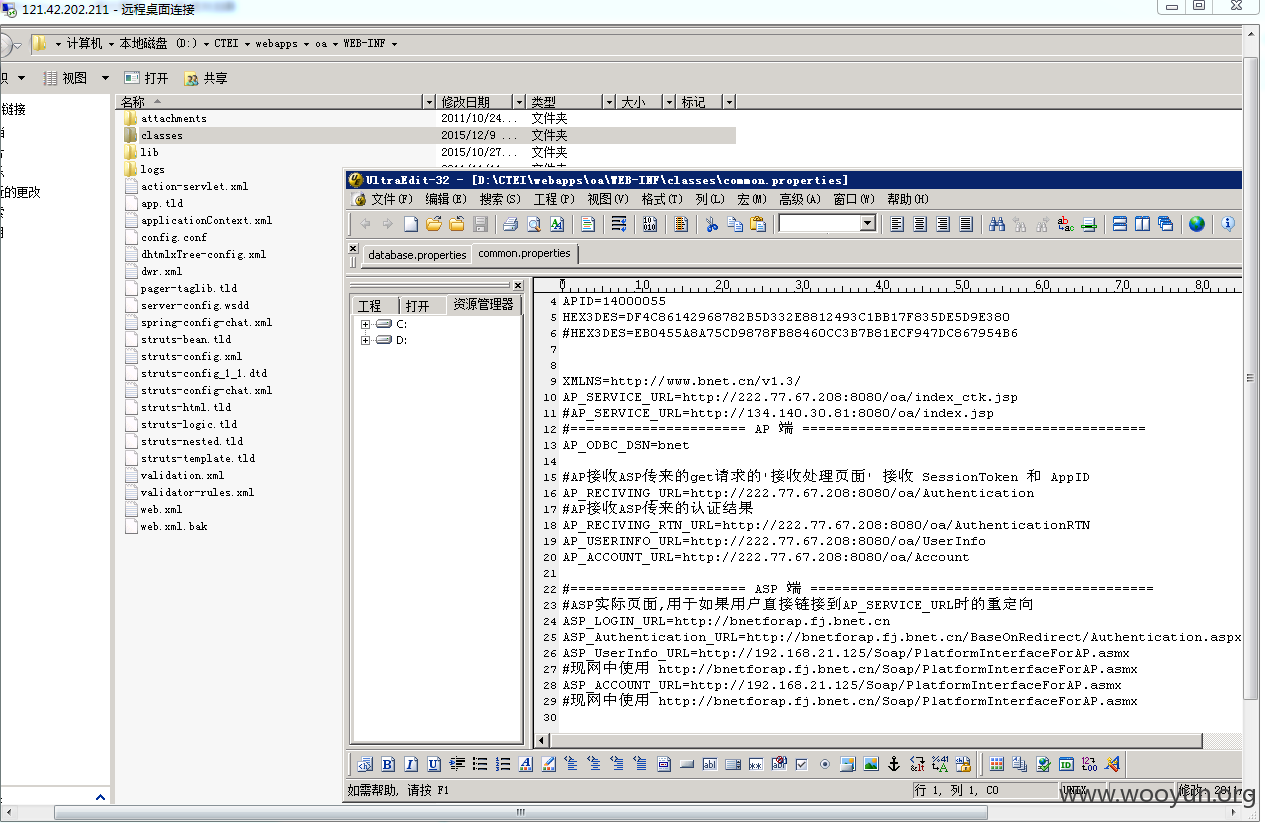 121.42.202.211 - 远程桌面连接
计算机 本地磁盘 (D:) CTEI webapps oa WEB-INF
视图 打开 共享
链接
的更改
名称 修改日期 类型 大小 标记
attachments 2011/10/24... 文件夹
classes 2015/12/9 ... 文件夹
lib 2015/10/27... 文件夹
logs
action-servlet.xml
app.tld
applicationContext.xml
config.conf
dhtmlxTree-config.xml
dwr.xml
pager-taglib.tld
server-config.wsdd
spring-config-chat.xml
struts-bean.tld
struts-config.xml
struts-config_1_1.dtd
struts-config-chat.xml
struts-html.tld
struts-logic.tld
struts-nested.tld
struts-template.tld
validation.xml
validator-rules.xml
web.xml
web.xml.bak
UltraEdit-32 - [D:\CTEI\webapps\oa\WEB-INF\classes\common.properties]
文件(F) 编辑(E) 搜索(S) 工程(P) 视图(V) 格式(T) 列(L) 宏(M) 高级(A) 窗口(W) 帮助(H)
database.properties common.properties
工程 打开 资源管理器
C:
D:
0 10 20 30 40 50 60 70 80
4 APID=14000055
5 HEX3DES=DF4C86142968782B5D332E8812493C1BB17F835DE5D9E380
6 #HEX3DES=EB0455A8A75CD9878FB88460CC3B7B81ECF947DC867954B6
7
8
9 XMLNS=http://www.bnet.cn/v1.3/
10 AP_SERVICE_URL=http://222.77.67.208:8080/oa/index_ctk.jsp
11 #AP_SERVICE_URL=http://134.140.30.81:8080/oa/index.jsp
12 #===================== AP 端 ==========================================
13 AP_ODBC_DSN=bnet
14
15 #AP接收ASP传来的get请求的'接收处理页面' 接收 SessionToken 和 AppID
16 AP_RECIVING_URL=http://222.77.67.208:8080/oa/Authentication
17 #AP接收ASP传来的认证结果
18 AP_RECIVING_RTN_URL=http://222.77.67.208:8080/oa/AuthenticationRTN
19 AP_USERINFO_URL=http://222.77.67.208:8080/oa/UserInfo
20 AP_ACCOUNT_URL=http://222.77.67.208:8080/oa/Account
21
22 #===================== ASP 端 ==========================================
23 #ASP实际页面,用于如果用户直接链接到AP_SERVICE_URL时的重定向
24 ASP_LOGIN_URL=http://bnetforap.fj.bnet.cn
25 ASP_Authentication_URL=http://bnetforap.fj.bnet.cn/BaseOnRedirect/Authentication.aspx
26 ASP_UserInfo_URL=http://192.168.21.125/Soap/PlatformInterfaceForAP.asmx
27 #现网中使用 http://bnetforap.fj.bnet.cn/Soap/PlatformInterfaceForAP.asmx
28 ASP_ACCOUNT_URL=http://192.168.21.125/Soap/PlatformInterfaceForAP.asmx
29 #现网中使用 http://bnetforap.fj.bnet.cn/Soap/PlatformInterfaceForAP.asmx
30
如需帮助, 请按 F1
行 1, 列 1, C0 UNIX 修改: 201
www.wooyun.org